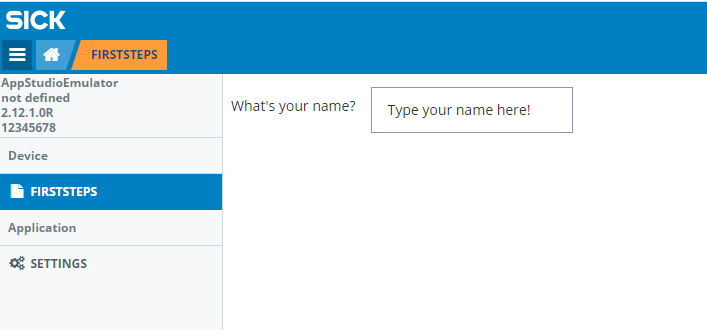 SICK
FIRSTSTEPS
AppStudioEmulator
not defined
2.12.1.0R
12345678
Device
FIRSTSTEPS
Application
SETTINGS
What's your name?
Type your name here!